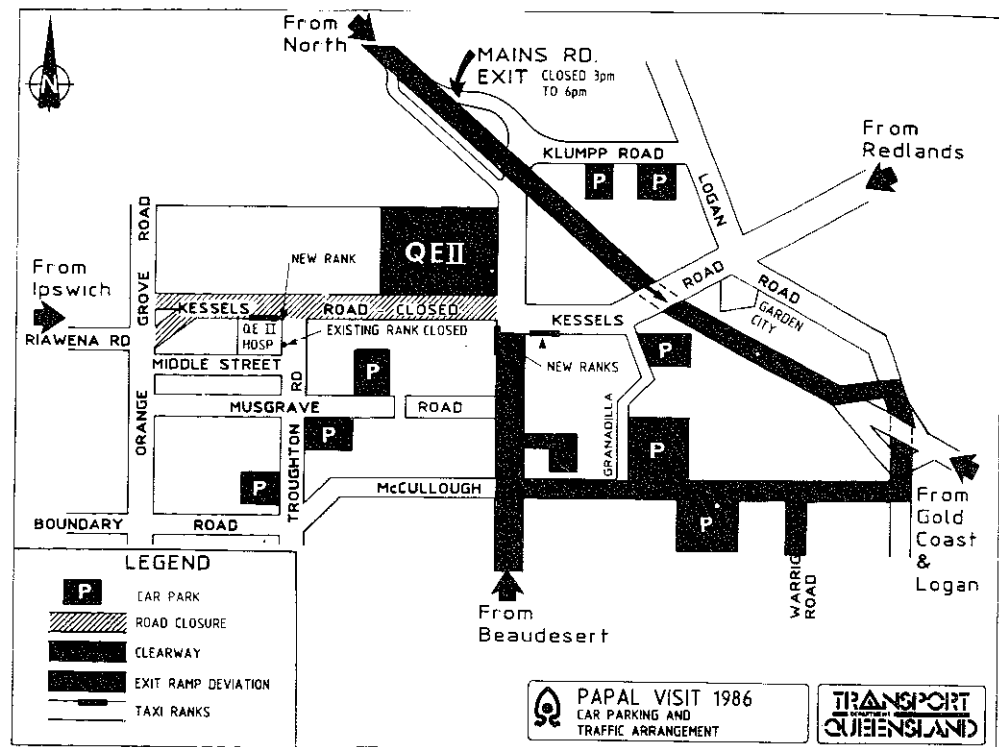 From
North
N
MAINS RD.
EXIT CLOSED 3pm
TO 6pm
From
Redlands
KLUMPP ROAD
P P
LOGAN
ROAD
GROVE ROAD
QEII
NEW RANK
From
Ipswich
KESSELS ROAD - CLOSED
KESSELS
ROAD
GARDEN
CITY
RIAWENA RD
QE II
HOSP
EXISTING RANK CLOSED
MIDDLE STREET
P
NEW RANKS
P
ORANGE
MUSGRAVE ROAD
TROUGHTON
RD
P
GRANADILLA
P
P
McCULLOUGH
P
BOUNDARY ROAD
WARRIG
ROAD
From
Gold
Coast
&
Logan
From
Beaudesert
LEGEND
P CAR PARK
ROAD CLOSURE
CLEARWAY
EXIT RAMP DEVIATION
TAXI RANKS
PAPAL VISIT 1986
CAR PARKING AND
TRAFFIC ARRANGEMENT
TRANSPORT
DEPARTMENT
QUEENSLAND